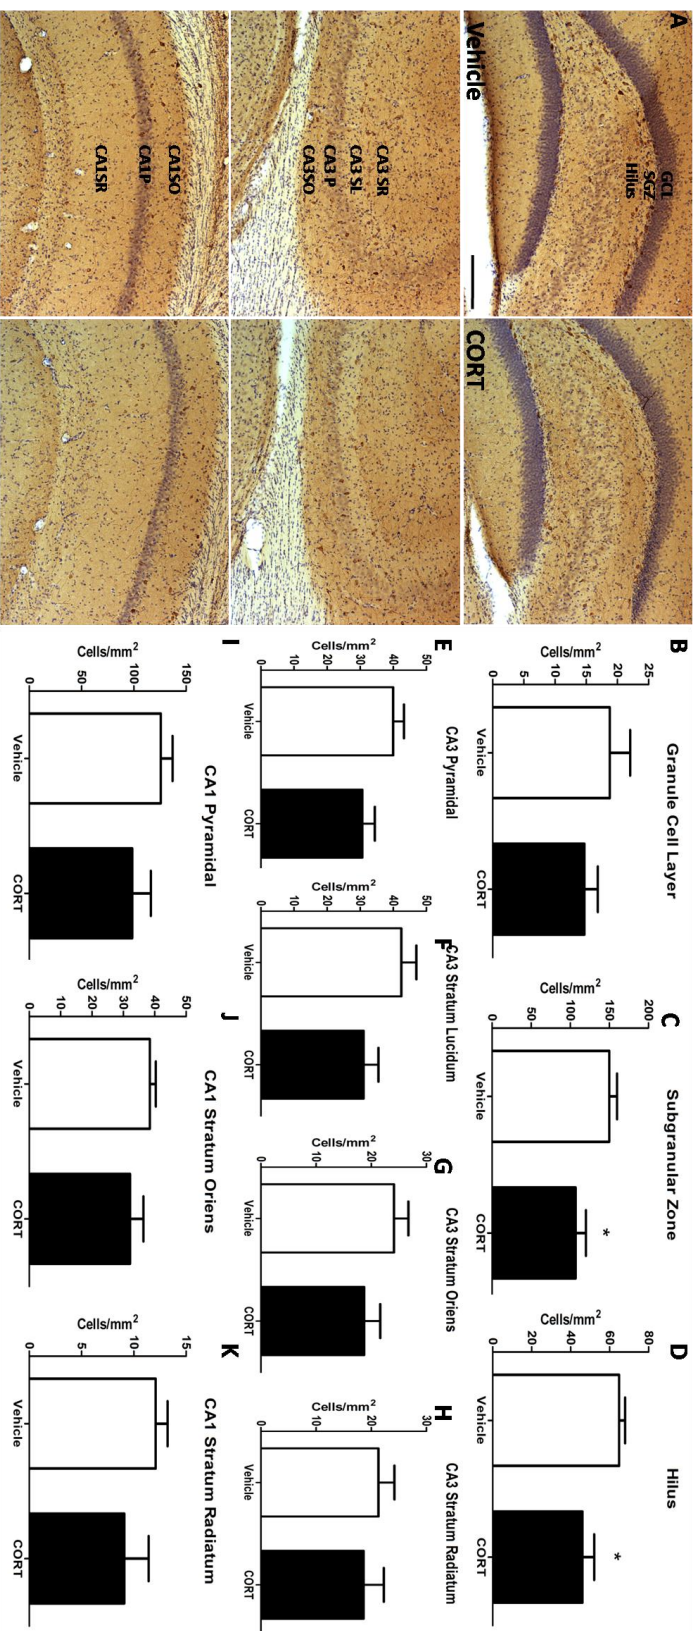 A
Vehicle
GCL
SGZ
Hilus
CORT
CA3 SR
CA3 SL
CA3 P
CA3SO
CA1SO
CA1P
CA1SR
B
Granule Cell Layer
Cells/mm2
25
20
15
10
5
0
Vehicle
CORT
C
Subgranular Zone
Cells/mm2
200
150
100
50
0
*
Vehicle
CORT
D
Hilus
Cells/mm2
80
60
40
20
0
*
Vehicle
CORT
E
CA3 Pyramidal
Cells/mm2
50
40
30
20
10
0
Vehicle
CORT
F
CA3 Stratum Lucidum
Cells/mm2
50
40
30
20
10
0
Vehicle
CORT
G
CA3 Stratum Oriens
Cells/mm2
30
20
10
0
Vehicle
CORT
H
CA3 Stratum Radiatum
Cells/mm2
30
20
10
0
Vehicle
CORT
I
CA1 Pyramidal
Cells/mm2
150
100
50
0
Vehicle
CORT
J
CA1 Stratum Oriens
Cells/mm2
50
40
30
20
10
0
Vehicle
CORT
K
CA1 Stratum Radiatum
Cells/mm2
15
10
5
0
Vehicle
CORT